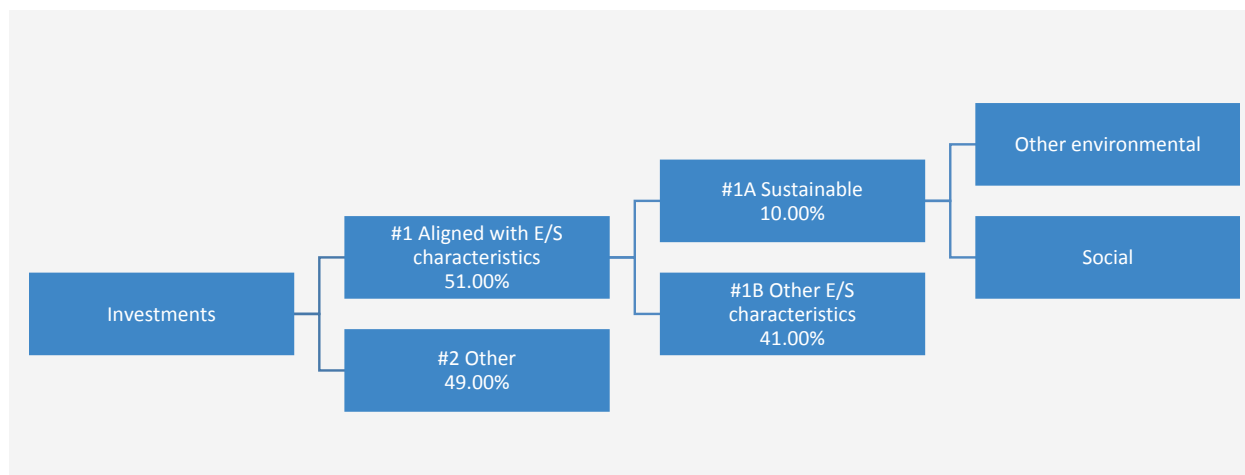 Investments
#1 Aligned with E/S
characteristics
51.00%
#2 Other
49.00%
#1A Sustainable
10.00%
#1B Other E/S
characteristics
41.00%
Other environmental
Social